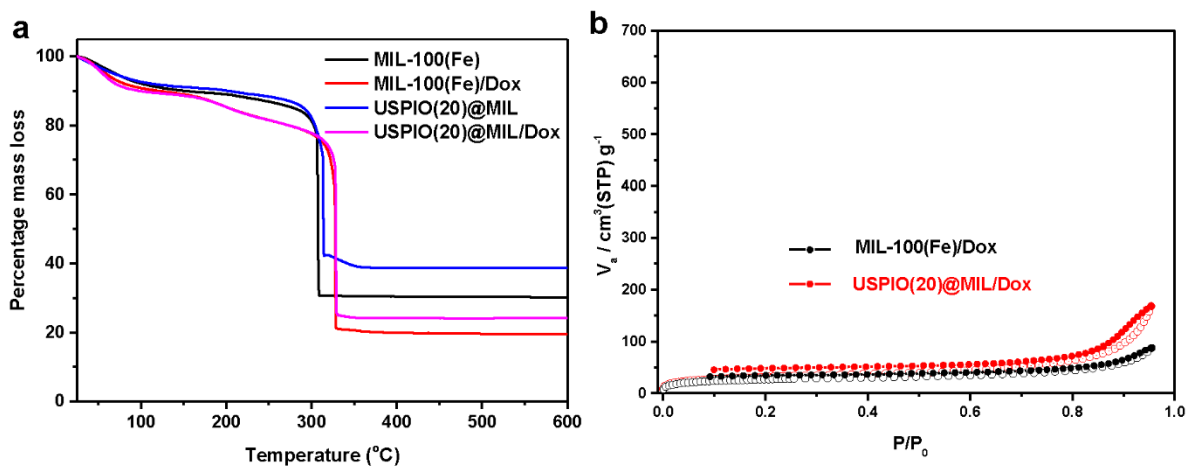 a
100
80
60
40
20
0
Percentage mass loss
100
200
300
400
500
600
Temperature (°C)
MIL-100(Fe)
MIL-100(Fe)/Dox
USPIO(20)@MIL
USPIO(20)@MIL/Dox
b
700
600
500
400
300
200
100
0
Vₐ / cm³(STP) g⁻¹
0.0
0.2
0.4
0.6
0.8
1.0
P/P₀
MIL-100(Fe)/Dox
USPIO(20)@MIL/Dox